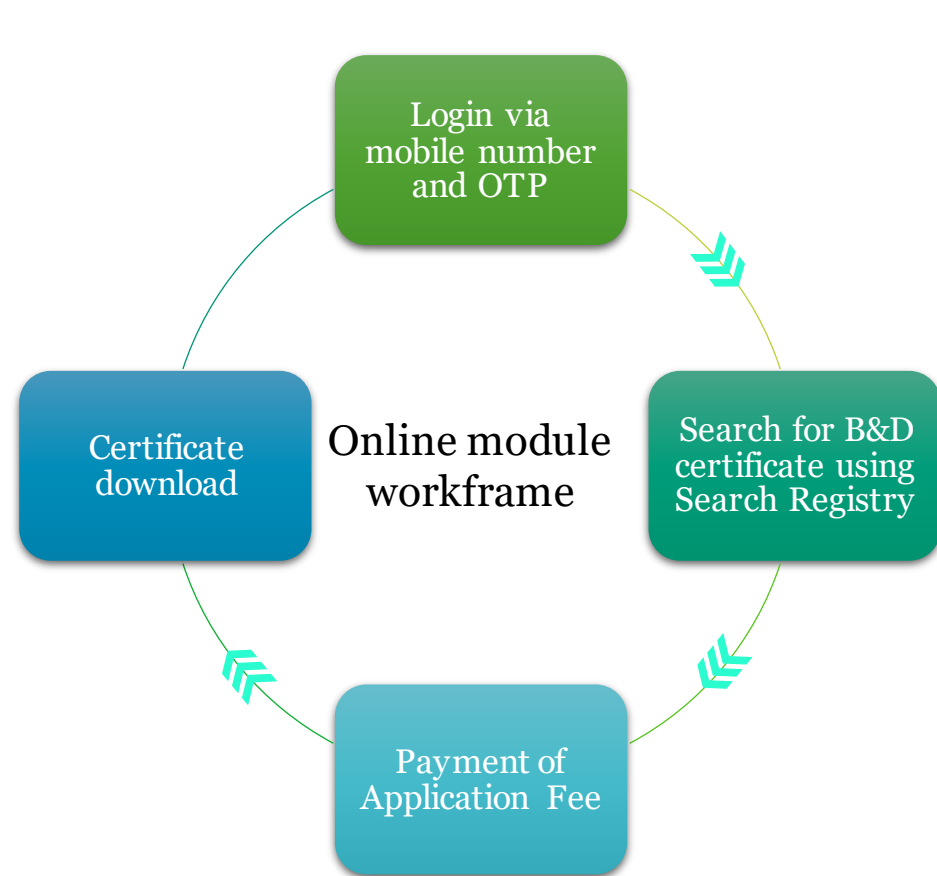 Login via
mobile number
and OTP
Search for B&D
certificate using
Search Registry
Payment of
Application Fee
Certificate
download
Online module
workframe